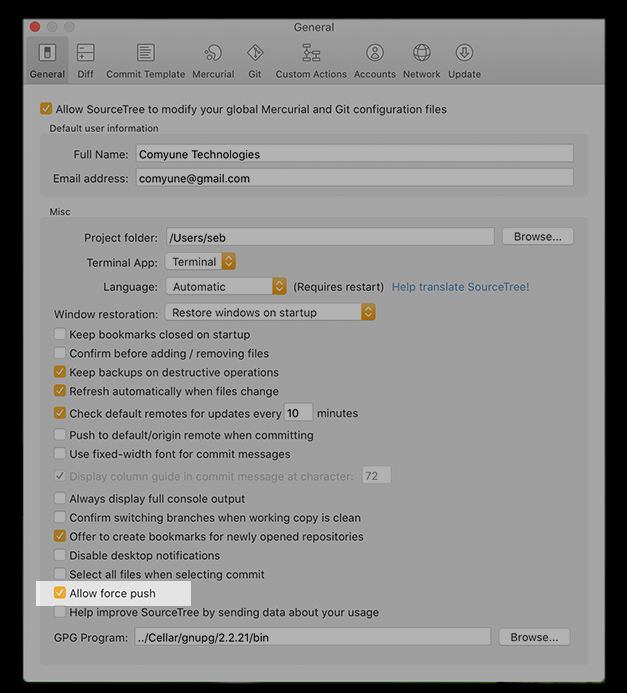 General
General Diff Commit Template Mercurial Git Custom Actions Accounts Network Update
Allow SourceTree to modify your global Mercurial and Git configuration files
Default user information
Full Name: Comyune Technologies
Email address: comyune@gmail.com
Misc
Project folder: /Users/seb Browse...
Terminal App: Terminal
Language: Automatic (Requires restart) Help translate SourceTree!
Window restoration: Restore windows on startup
Keep bookmarks closed on startup
Confirm before adding / removing files
Keep backups on destructive operations
Refresh automatically when files change
Check default remotes for updates every 10 minutes
Push to default/origin remote when committing
Use fixed-width font for commit messages
Display column guide in commit message at character: 72
Always display full console output
Confirm switching branches when working copy is clean
Offer to create bookmarks for newly opened repositories
Disable desktop notifications
Select all files when selecting commit
Allow force push
Help improve SourceTree by sending data about your usage
GPG Program: ../Cellar/gnupg/2.2.21/bin Browse...